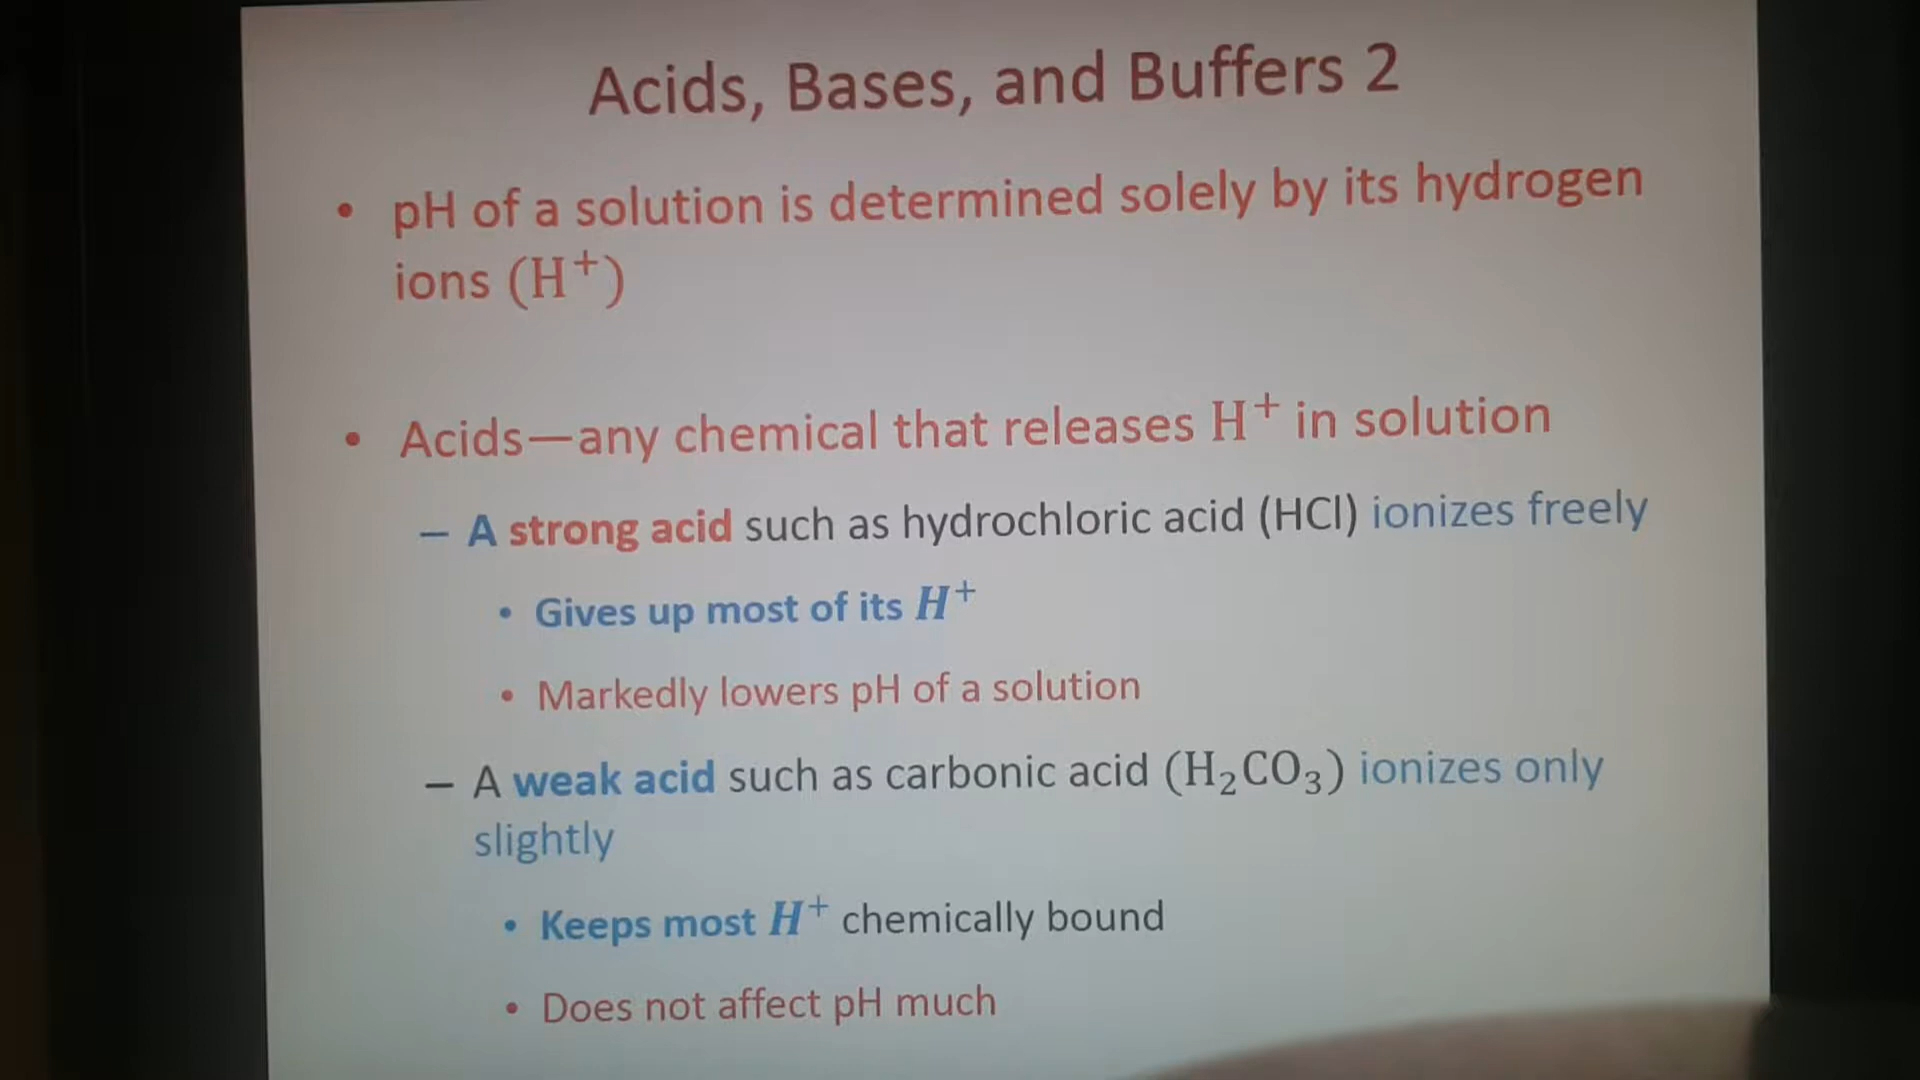 Acids, Bases, and Buffers 2
• pH of a solution is determined solely by its hydrogen
ions (H⁺)
• Acids—any chemical that releases H⁺ in solution
– A strong acid such as hydrochloric acid (HCl) ionizes freely
• Gives up most of its H⁺
• Markedly lowers pH of a solution
– A weak acid such as carbonic acid (H₂CO₃) ionizes only
slightly
• Keeps most H⁺ chemically bound
• Does not affect pH much